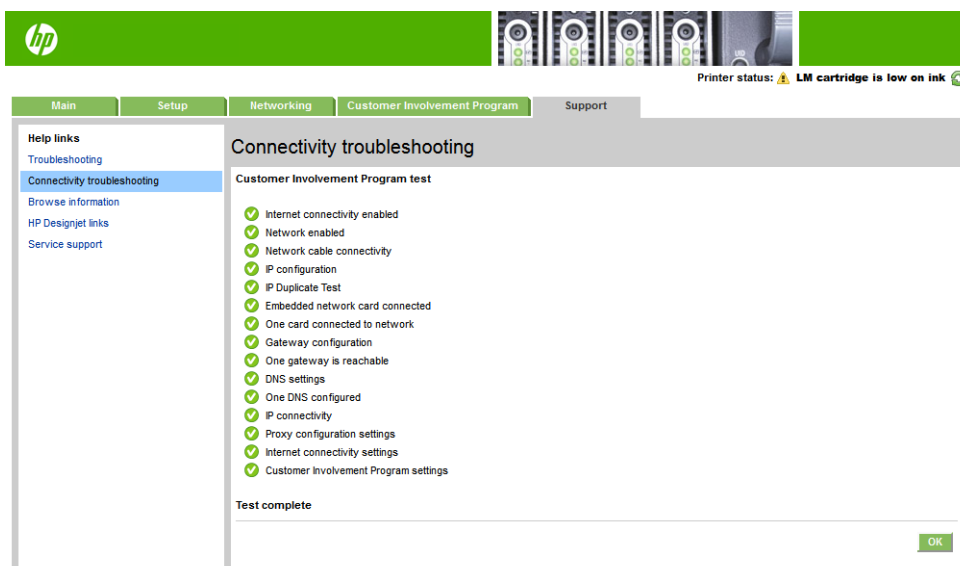 hp
UID
Printer status: LM cartridge is low on ink
Main Setup Networking Customer Involvement Program Support
Help links
Troubleshooting
Connectivity troubleshooting
Browse information
HP Designjet links
Service support
Connectivity troubleshooting
Customer Involvement Program test
Internet connectivity enabled
Network enabled
Network cable connectivity
IP configuration
IP Duplicate Test
Embedded network card connected
One card connected to network
Gateway configuration
One gateway is reachable
DNS settings
One DNS configured
IP connectivity
Proxy configuration settings
Internet connectivity settings
Customer Involvement Program settings
Test complete
OK